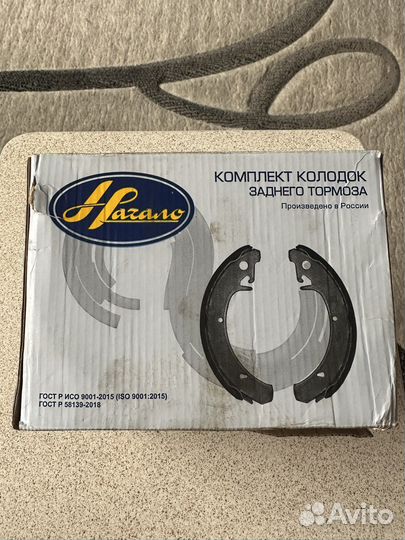 Начало
КОМПЛЕКТ КОЛОДОК
ЗАДНЕГО ТОРМОЗА
Произведено в России
ГОСТ Р ИСО 9001-2015 (ISO 9001:2015)
ГОСТ Р 58139-2018
Avito